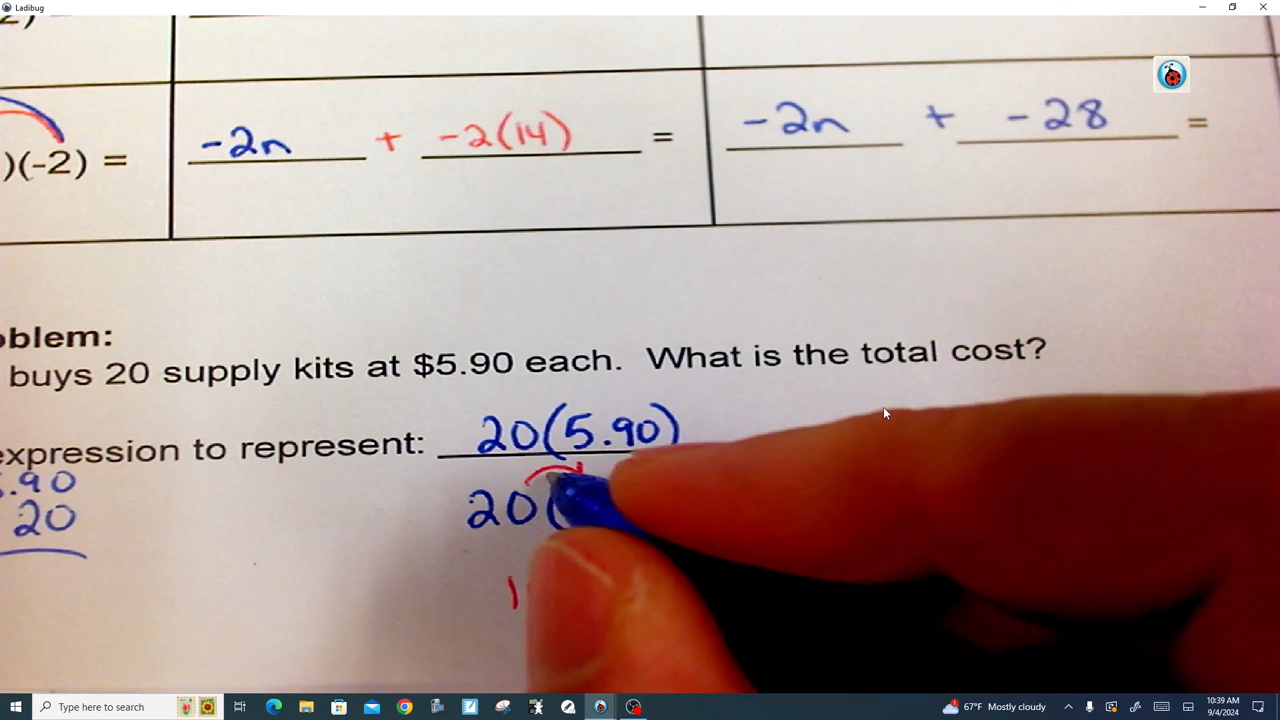 Ladibug
)(-2) = -2n + -2(14) = -2n + -28 =
oblem:
buys 20 supply kits at $5.90 each. What is the total cost?
expression to represent: 20(5.90)
.90
20
20(
Type here to search
67°F Mostly cloudy
10:39 AM
9/4/2024